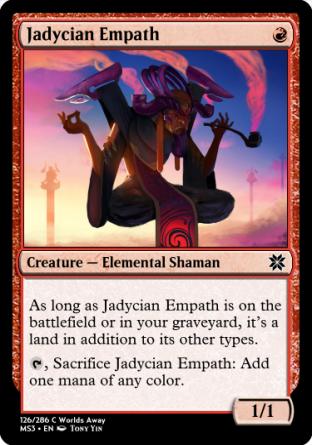 Jadycian Empath
Creature — Elemental Shaman
As long as Jadycian Empath is on the
battlefield or in your graveyard, it's a
land in addition to its other types.
, Sacrifice Jadycian Empath: Add
one mana of any color.
1/1
126/286 C Worlds Away
MS3 • EN Tony Yin